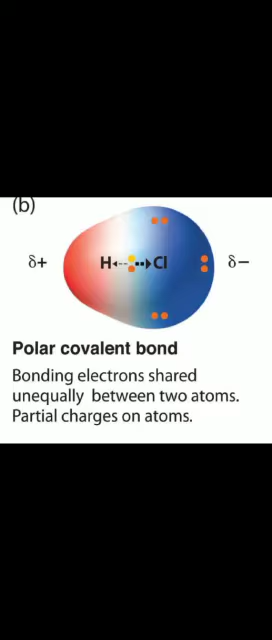 (b)
δ+ H Cl δ−
Polar covalent bond
Bonding electrons shared
unequally between two atoms.
Partial charges on atoms.